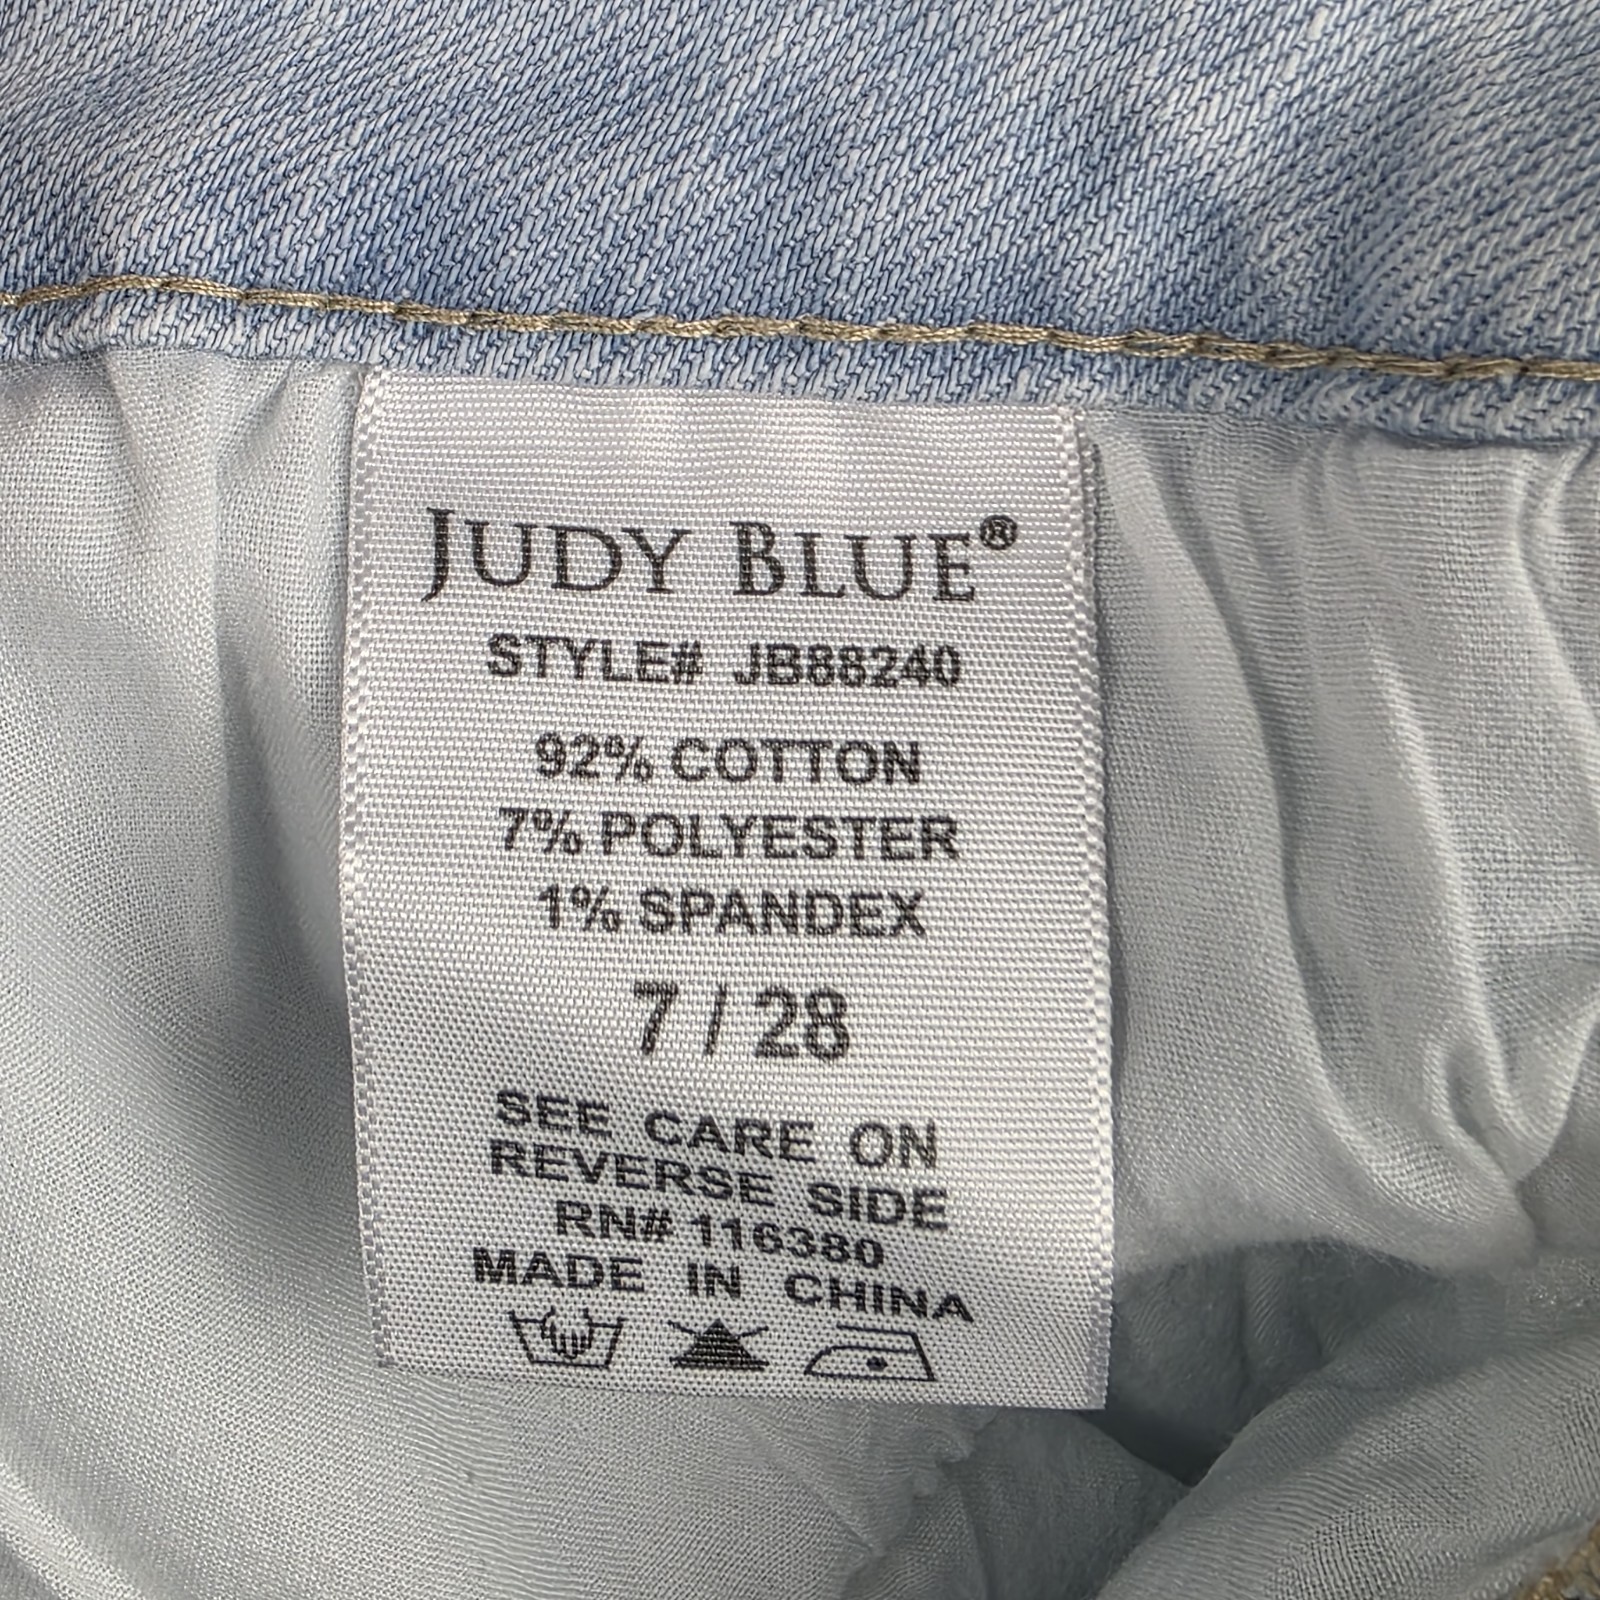 JUDY BLUE®
STYLE# JB88240
92% COTTON
7% POLYESTER
1% SPANDEX
7 / 28
SEE CARE ON
REVERSE SIDE
RN# 116380
MADE IN CHINA